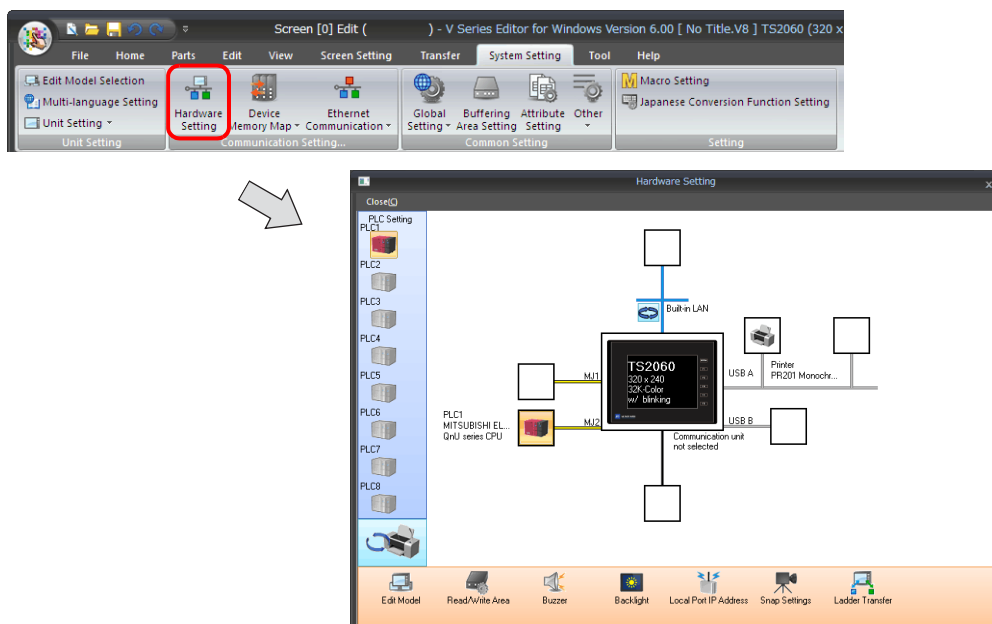 Screen [0] Edit ( ) - V Series Editor for Windows Version 6.00 [ No Title.V8 ] TS2060 (320 x
File Home Parts Edit View Screen Setting Transfer System Setting Tool Help
Edit Model Selection
Multi-language Setting
Unit Setting
Unit Setting
Hardware
Setting
Device
Memory Map
Ethernet
Communication
Communication Setting...
Global
Setting
Buffering
Area Setting
Attribute
Setting
Other
Common Setting
Macro Setting
Japanese Conversion Function Setting
Setting
Hardware Setting
Close(C)
PLC Setting
PLC1
PLC2
PLC3
PLC4
PLC5
PLC6
PLC7
PLC8
Built-in LAN
TS2060
320 x 240
32K-Color
w/ blinking
MJ1
MJ2
PLC1
MITSUBISHI EL...
QnU series CPU
USB A
Printer
PR201 Monochr...
USB B
Communication unit
not selected
Edit Model Read/Write Area Buzzer Backlight Local Port IP Address Snap Settings Ladder Transfer